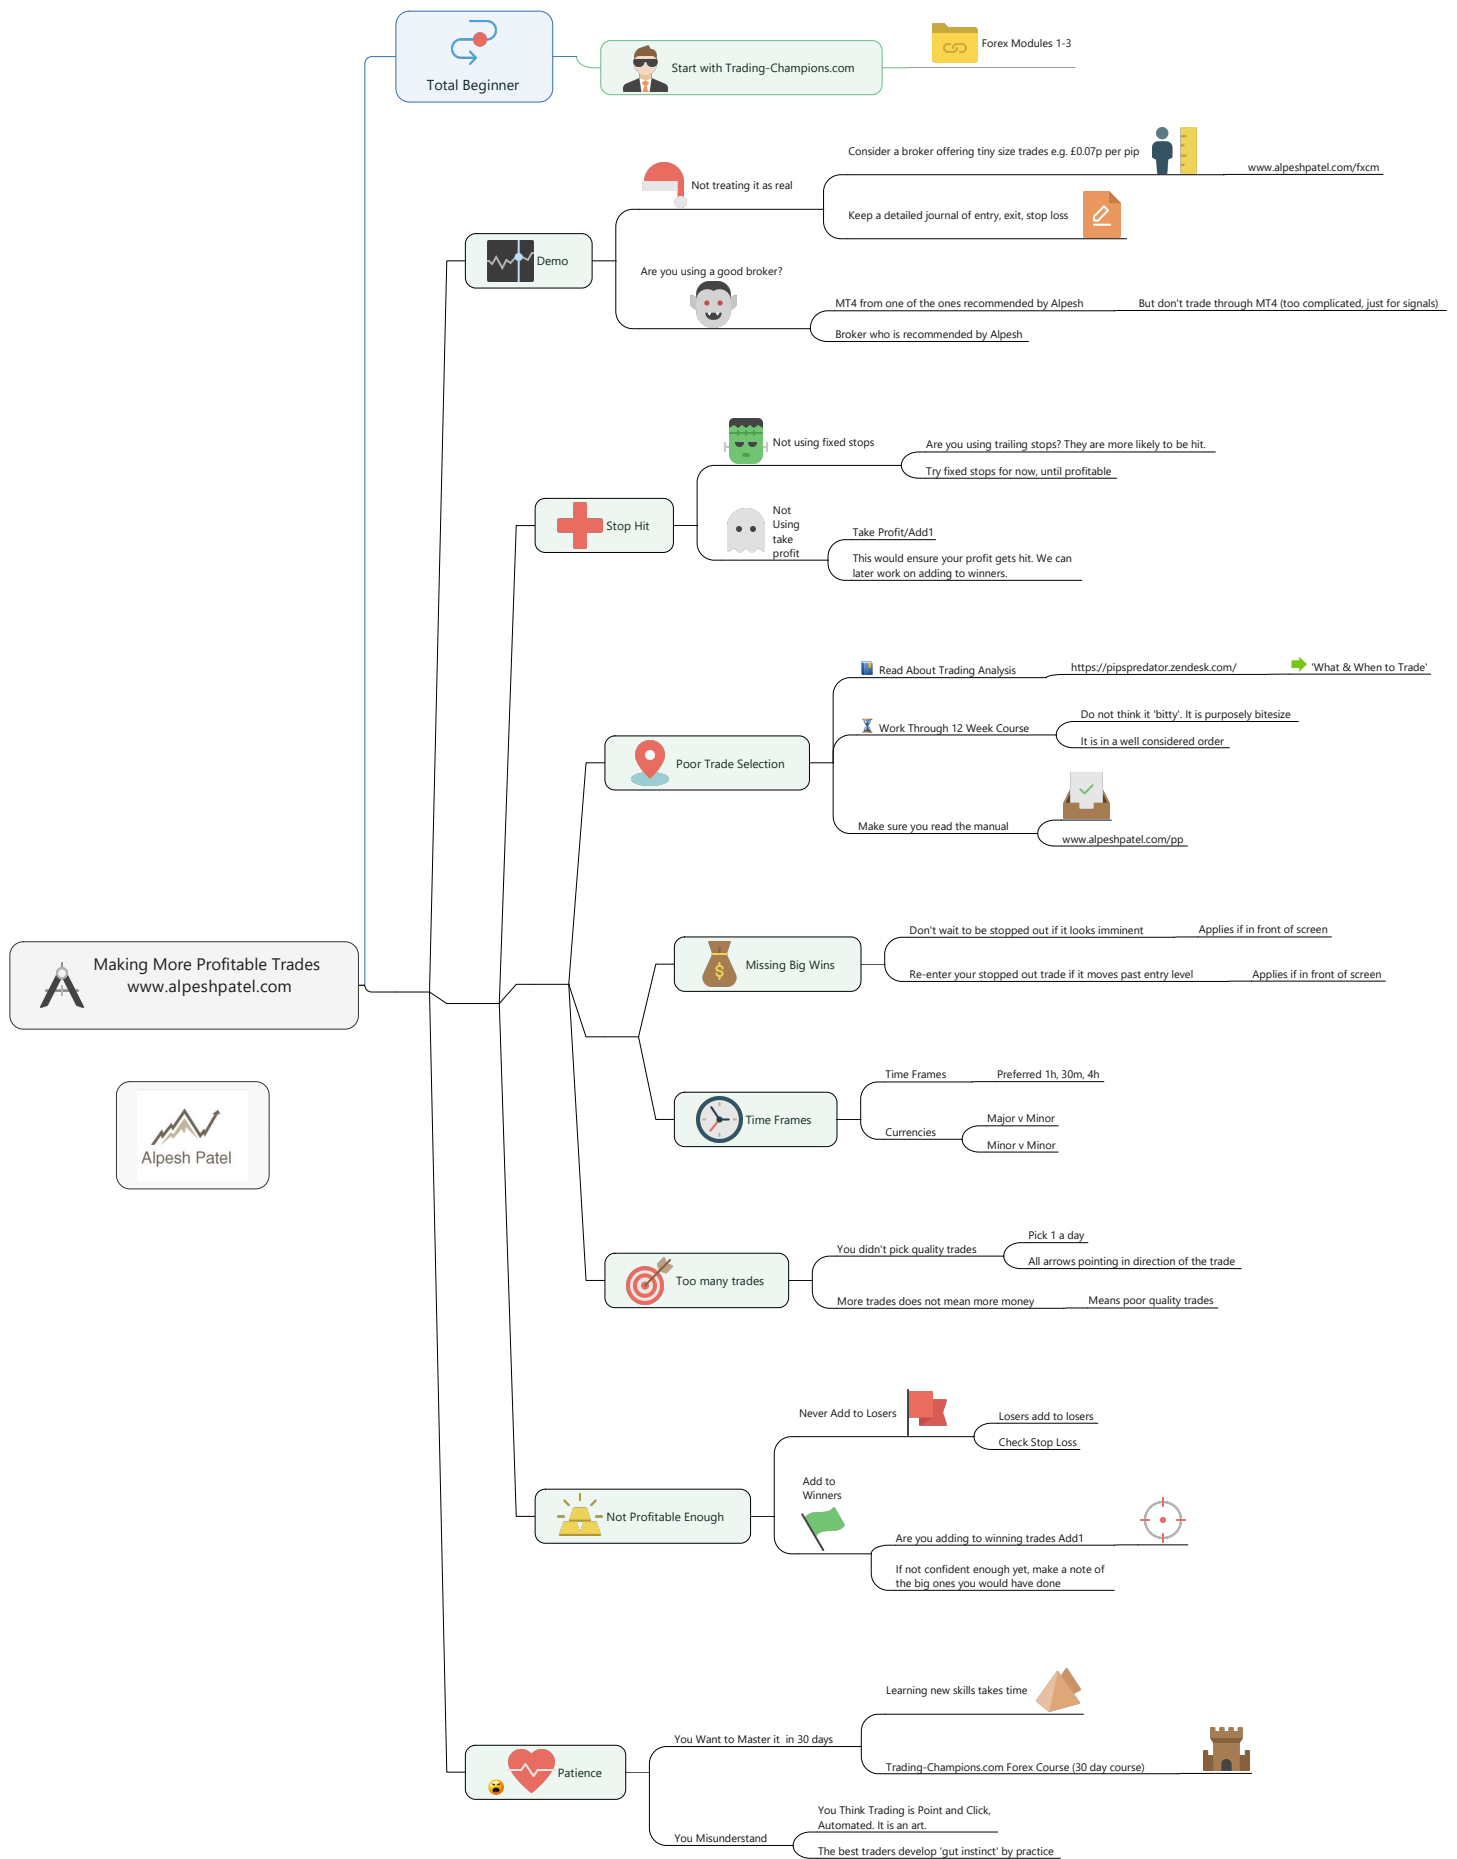 Total Beginner
Start with Trading-Champions.com
Forex Modules 1-3
Demo
Not treating it as real
Consider a broker offering tiny size trades e.g. £0.07p per pip
www.alpeshpatel.com/fxcm
Keep a detailed journal of entry, exit, stop loss
Are you using a good broker?
MT4 from one of the ones recommended by Alpesh
But don't trade through MT4 (too complicated, just for signals)
Broker who is recommended by Alpesh
Stop Hit
Not using fixed stops
Are you using trailing stops? They are more likely to be hit.
Try fixed stops for now, until profitable
Not
Using
take
profit
Take Profit/Add1
This would ensure your profit gets hit. We can
later work on adding to winners.
Poor Trade Selection
Read About Trading Analysis
https://pipspredator.zendesk.com/
'What & When to Trade'
Work Through 12 Week Course
Do not think it 'bitty'. It is purposely bitesize
It is in a well considered order
Make sure you read the manual
www.alpeshpatel.com/pp
Making More Profitable Trades
www.alpeshpatel.com
Alpesh Patel
Missing Big Wins
Don't wait to be stopped out if it looks imminent
Applies if in front of screen
Re-enter your stopped out trade if it moves past entry level
Applies if in front of screen
Time Frames
Time Frames
Preferred 1h, 30m, 4h
Currencies
Major v Minor
Minor v Minor
Too many trades
You didn't pick quality trades
Pick 1 a day
All arrows pointing in direction of the trade
More trades does not mean more money
Means poor quality trades
Not Profitable Enough
Never Add to Losers
Losers add to losers
Check Stop Loss
Add to
Winners
Are you adding to winning trades Add1
If not confident enough yet, make a note of
the big ones you would have done
Patience
You Want to Master it  in 30 days
Learning new skills takes time
Trading-Champions.com Forex Course (30 day course)
You Misunderstand
You Think Trading is Point and Click,
Automated. It is an art.
The best traders develop 'gut instinct' by practice